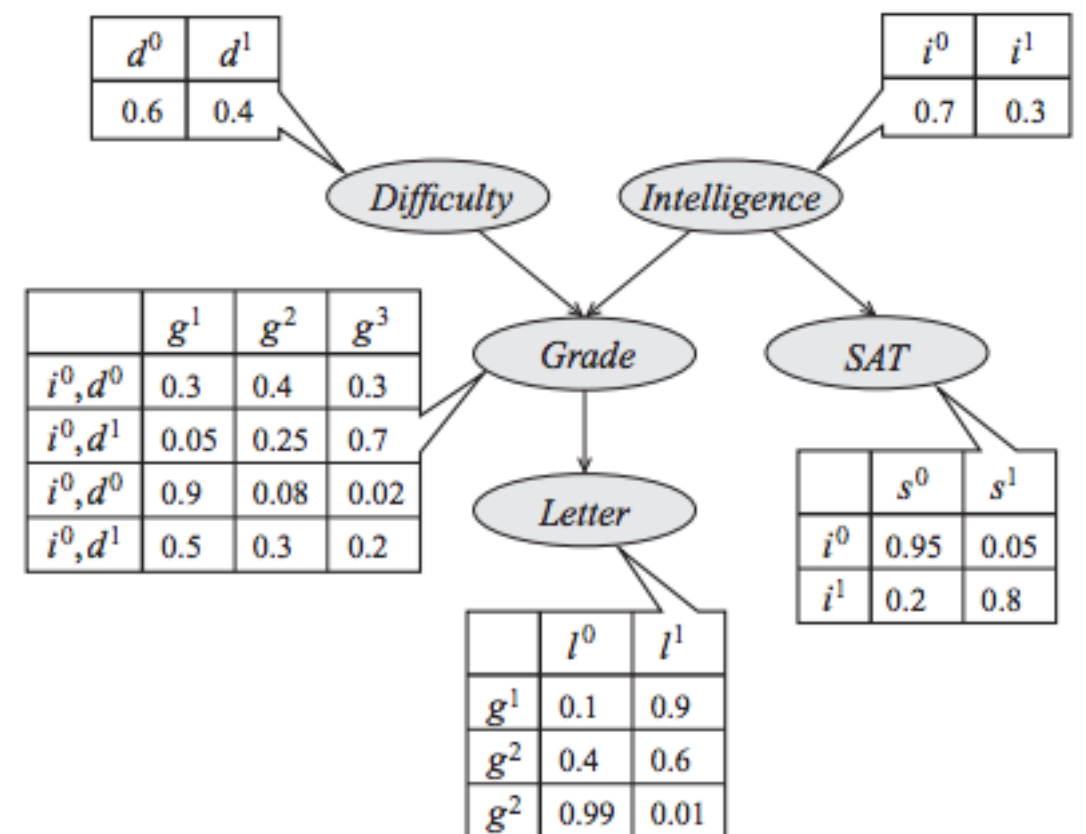 d⁰ d¹
0.6 0.4
i⁰ i¹
0.7 0.3
Difficulty
Intelligence
g¹ g² g³
i⁰,d⁰ 0.3 0.4 0.3
i⁰,d¹ 0.05 0.25 0.7
i⁰,d⁰ 0.9 0.08 0.02
i⁰,d¹ 0.5 0.3 0.2
Grade
SAT
Letter
s⁰ s¹
i⁰ 0.95 0.05
i¹ 0.2 0.8
l⁰ l¹
g¹ 0.1 0.9
g² 0.4 0.6
g² 0.99 0.01